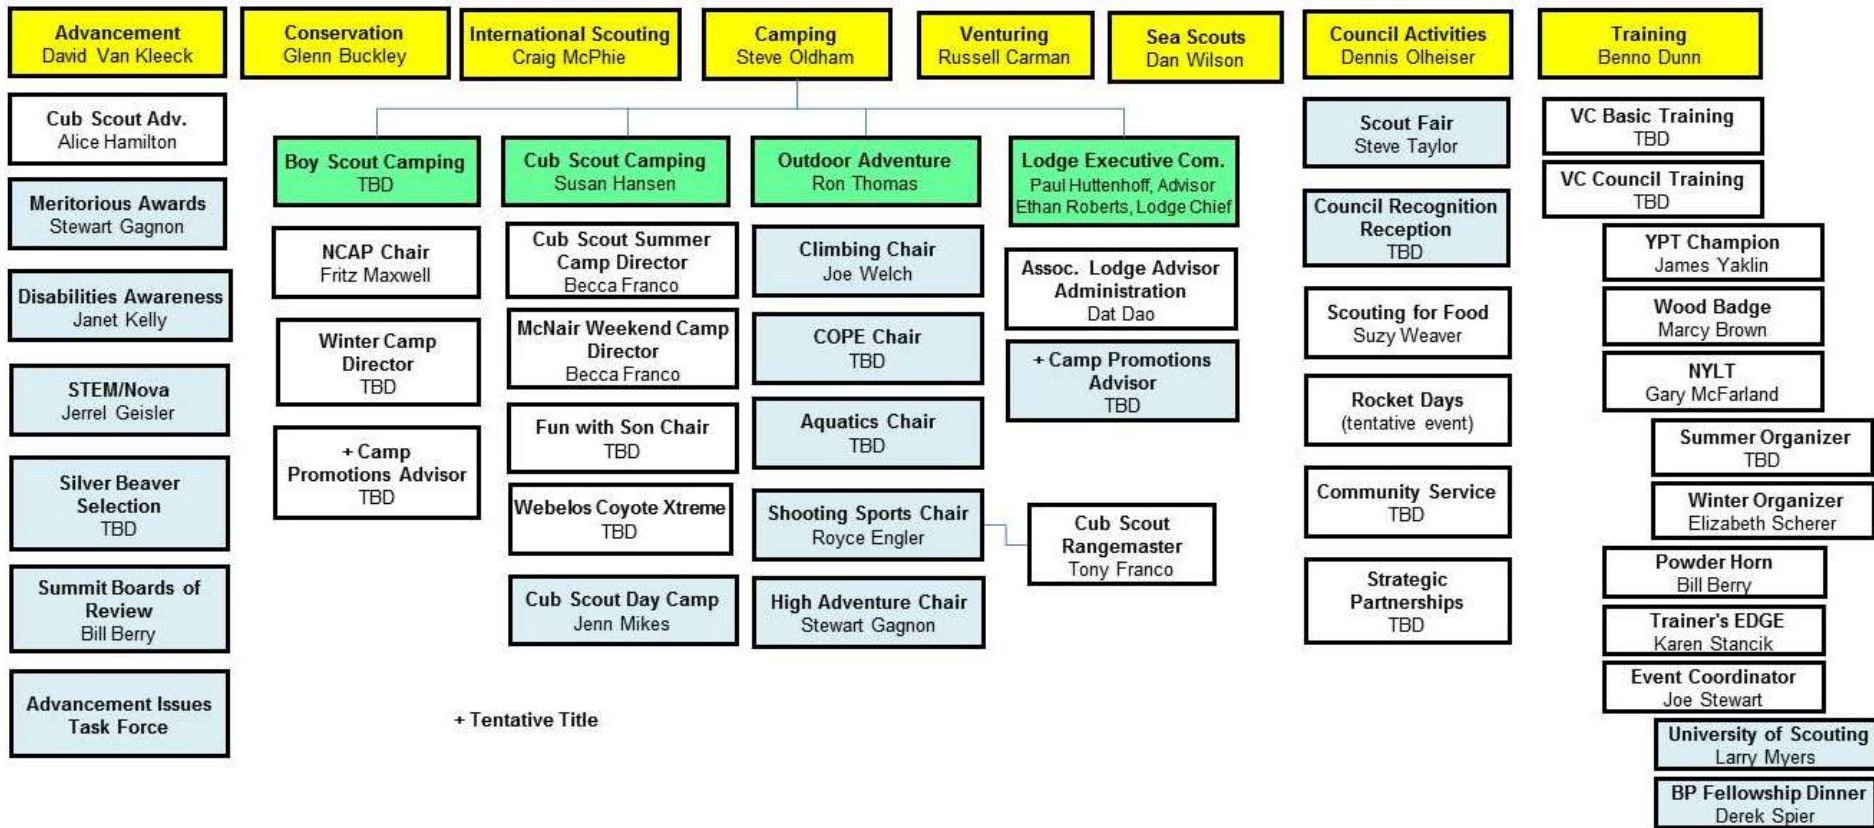 Advancement
David Van Kleeck
Conservation
Glenn Buckley
International Scouting
Craig McPhie
Camping
Steve Oldham
Venturing
Russell Carman
Sea Scouts
Dan Wilson
Council Activities
Dennis Olheiser
Training
Benno Dunn
Cub Scout Adv.
Alice Hamilton
Meritorious Awards
Stewart Gagnon
Disabilities Awareness
Janet Kelly
STEM/Nova
Jerrel Geisler
Silver Beaver
Selection
TBD
Summit Boards of
Review
Bill Berry
Advancement Issues
Task Force
Boy Scout Camping
TBD
NCAP Chair
Fritz Maxwell
Winter Camp
Director
TBD
+ Camp
Promotions Advisor
TBD
Cub Scout Camping
Susan Hansen
Cub Scout Summer
Camp Director
Becca Franco
McNair Weekend Camp
Director
Becca Franco
Fun with Son Chair
TBD
Webelos Coyote Xtreme
TBD
Cub Scout Day Camp
Jenn Mikes
Outdoor Adventure
Ron Thomas
Climbing Chair
Joe Welch
COPE Chair
TBD
Aquatics Chair
TBD
Shooting Sports Chair
Royce Engler
High Adventure Chair
Stewart Gagnon
Lodge Executive Com.
Paul Huttenhoff, Advisor
Ethan Roberts, Lodge Chief
Assoc. Lodge Advisor
Administration
Dat Dao
+ Camp Promotions
Advisor
TBD
Cub Scout
Rangemaster
Tony Franco
Scout Fair
Steve Taylor
Council Recognition
Reception
TBD
Scouting for Food
Suzy Weaver
Rocket Days
(tentative event)
Community Service
TBD
Strategic
Partnerships
TBD
VC Basic Training
TBD
VC Council Training
TBD
YPT Champion
James Yaklin
Wood Badge
Marcy Brown
NYLT
Gary McFarland
Summer Organizer
TBD
Winter Organizer
Elizabeth Scherer
Powder Horn
Bill Berry
Trainer's EDGE
Karen Stancik
Event Coordinator
Joe Stewart
University of Scouting
Larry Myers
BP Fellowship Dinner
Derek Spier
+ Tentative Title